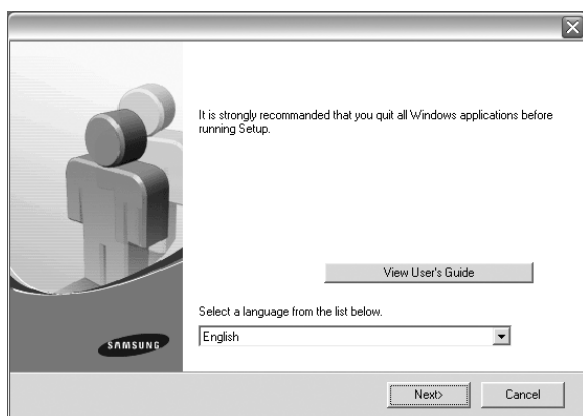 It is strongly recommanded that you quit all Windows applications before
running Setup.
View User's Guide
Select a language from the list below.
SAMSUNG
English
Next>
Cancel